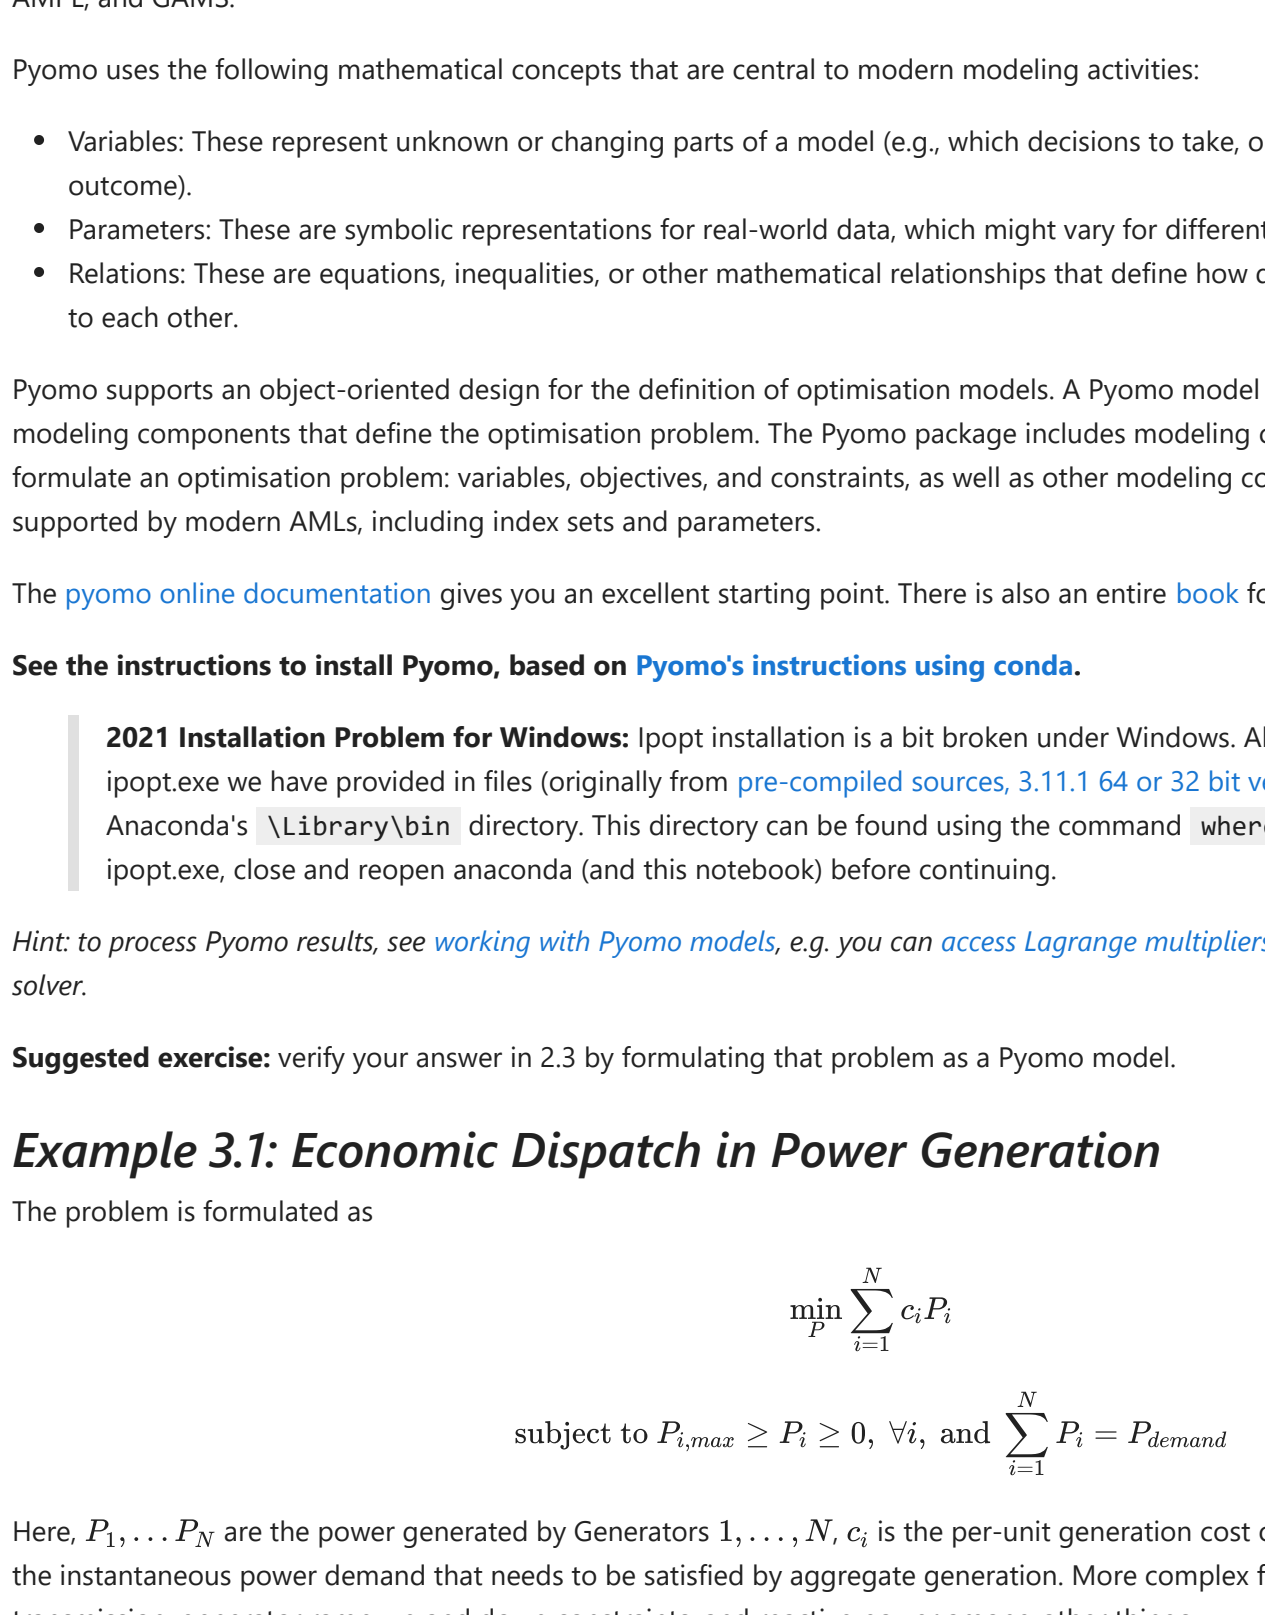 AMPL, and GAMS.
Pyomo uses the following mathematical concepts that are central to modern modeling activities:
• Variables: These represent unknown or changing parts of a model (e.g., which decisions to take, o
outcome).
• Parameters: These are symbolic representations for real-world data, which might vary for different
• Relations: These are equations, inequalities, or other mathematical relationships that define how
to each other.
Pyomo supports an object-oriented design for the definition of optimisation models. A Pyomo model
modeling components that define the optimisation problem. The Pyomo package includes modeling
formulate an optimisation problem: variables, objectives, and constraints, as well as other modeling co
supported by modern AMLs, including index sets and parameters.
The pyomo online documentation gives you an excellent starting point. There is also an entire book fo
See the instructions to install Pyomo, based on Pyomo's instructions using conda.
2021 Installation Problem for Windows: Ipopt installation is a bit broken under Windows. Al
ipopt.exe we have provided in files (originally from pre-compiled sources, 3.11.1 64 or 32 bit ve
Anaconda's \Library\bin directory. This directory can be found using the command wher
ipopt.exe, close and reopen anaconda (and this notebook) before continuing.
Hint: to process Pyomo results, see working with Pyomo models, e.g. you can access Lagrange multipliers
solver.
Suggested exercise: verify your answer in 2.3 by formulating that problem as a Pyomo model.
Example 3.1: Economic Dispatch in Power Generation
The problem is formulated as
\min_P \sum_{i=1}^{N} c_i P_i
subject to P_{i,max} ≥ P_i ≥ 0, ∀i, and \sum_{i=1}^{N} P_i = P_{demand}
Here, P_1, … P_N are the power generated by Generators 1, …, N, c_i is the per-unit generation cost
the instantaneous power demand that needs to be satisfied by aggregate generation. More complex f